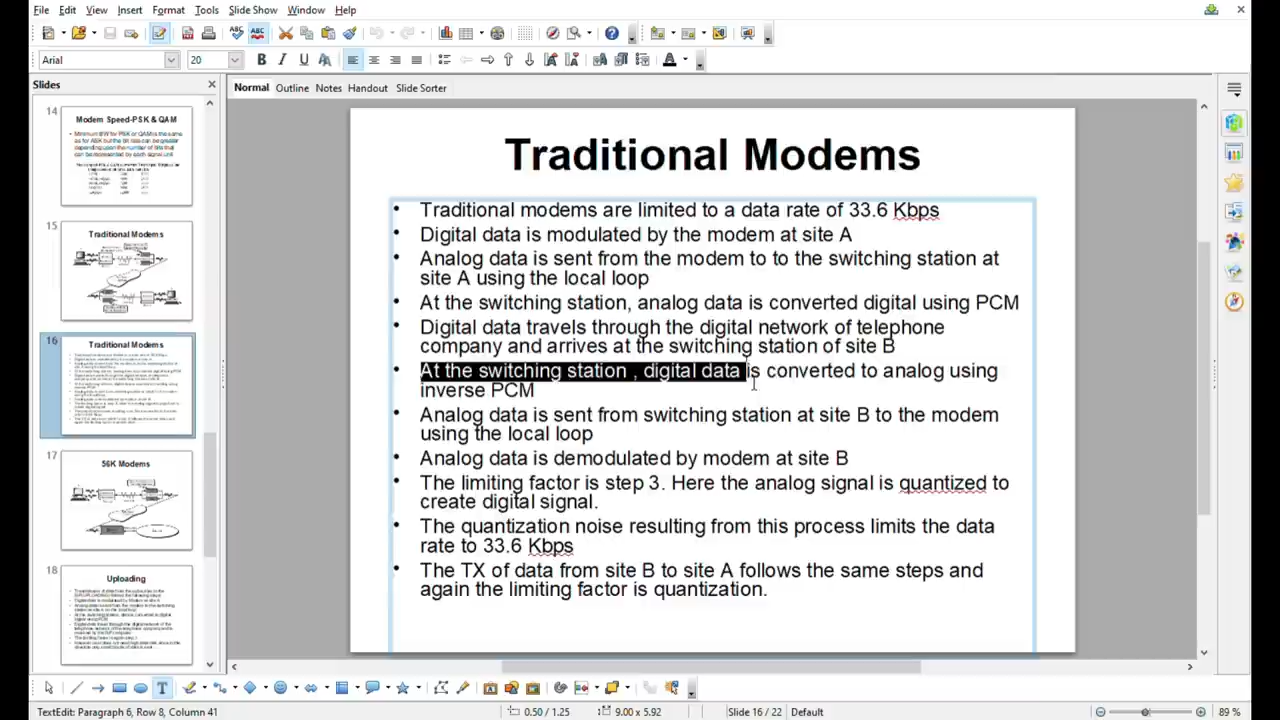 File Edit View Insert Format Tools Slide Show Window Help
Arial 20
Slides
Normal Outline Notes Handout Slide Sorter
14
Modem Speed-PSK & QAM
15
Traditional Modems
16
Traditional Modems
17
56K Modems
18
Uploading
Traditional Modems
• Traditional modems are limited to a data rate of 33.6 Kbps
• Digital data is modulated by the modem at site A
• Analog data is sent from the modem to to the switching station at
site A using the local loop
• At the switching station, analog data is converted digital using PCM
• Digital data travels through the digital network of telephone
company and arrives at the switching station of site B
• At the switching station , digital data is converted to analog using
inverse PCM
• Analog data is sent from switching station at site B to the modem
using the local loop
• Analog data is demodulated by modem at site B
• The limiting factor is step 3. Here the analog signal is quantized to
create digital signal.
• The quantization noise resulting from this process limits the data
rate to 33.6 Kbps
• The TX of data from site B to site A follows the same steps and
again the limiting factor is quantization.
TextEdit: Paragraph 6, Row 8, Column 41 0.50 / 1.25 9.00 x 5.92 Slide 16 / 22 Default 89 %